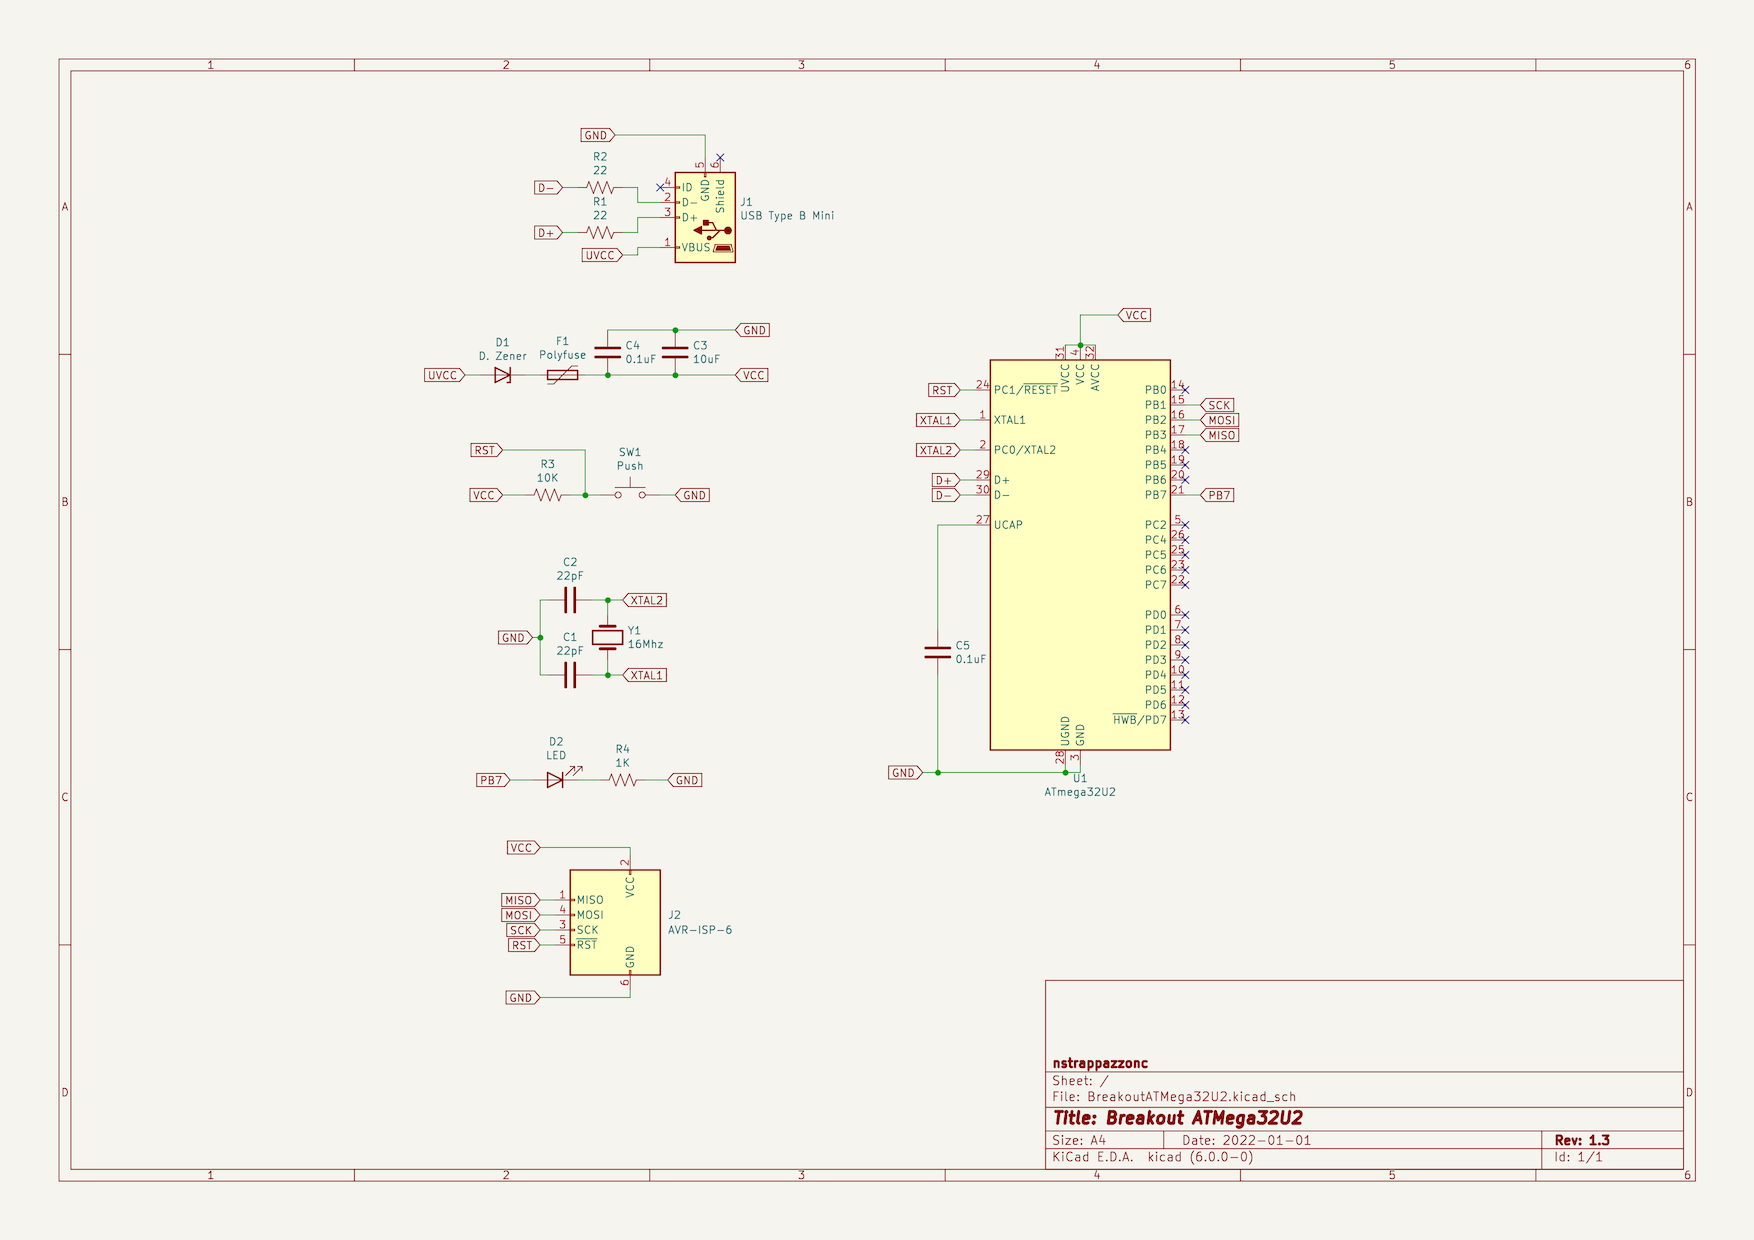 1 2 3 4 5 6
A
B
C
D
A
B
C
D
1 2 3 4 5 6
GND
R2
22
D-
R1
22
D+
UVCC
5
6
4 ID
2 D-
3 D+
1 VBUS
GND
Shield
J1
USB Type B Mini
GND
D1
D. Zener
F1
Polyfuse
C4
0.1uF
C3
10uF
UVCC
VCC
RST
R3
10K
SW1
Push
VCC
GND
C2
22pF
XTAL2
GND
C1
22pF
Y1
16Mhz
XTAL1
D2
LED
R4
1K
PB7
GND
VCC
2
VCC
MISO 1 MISO
MOSI 4 MOSI
SCK 3 SCK
RST 5 RST
GND
6
GND
J2
AVR-ISP-6
VCC
31
4
32
UVCC
VCC
AVCC
RST 24 PC1/RESET
XTAL1 1 XTAL1
XTAL2 2 PC0/XTAL2
D+ 29 D+
D- 30 D-
27 UCAP
PB0 14
PB1 15 SCK
PB2 16 MOSI
PB3 17 MISO
PB4 18
PB5 19
PB6 20
PB7 21 PB7
PC2 5
PC4 26
PC5 25
PC6 23
PC7 22
PD0 6
PD1 7
PD2 8
PD3 9
PD4 10
PD5 11
PD6 12
HWB/PD7 13
C5
0.1uF
UGND
GND
28
3
GND
U1
ATmega32U2
nstrappazzonc
Sheet: /
File: BreakoutATMega32U2.kicad_sch
Title: Breakout ATMega32U2
Size: A4 Date: 2022-01-01 Rev: 1.3
KiCad E.D.A. kicad (6.0.0-0) Id: 1/1